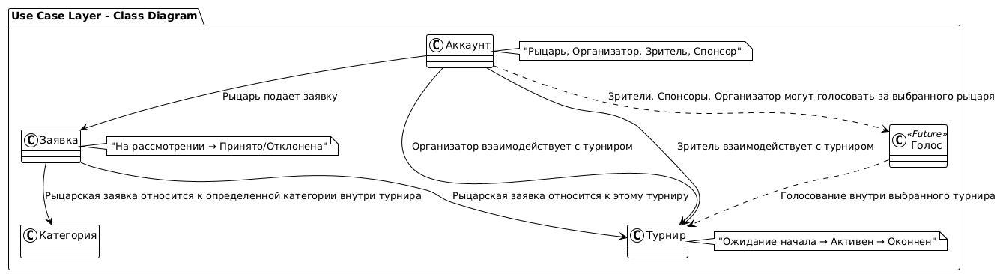 Use Case Layer - Class Diagram
C Аккаунт
"Рыцарь, Организатор, Зритель, Спонсор"
Рыцарь подает заявку
Зрители, Спонсоры, Организатор могут голосовать за выбранного рыцаря
C Заявка
"На рассмотрении → Принято/Отклонена"
Организатор взаимодействует с турниром
Зритель взаимодействует с турниром
«Future»
C Голос
Рыцарская заявка относится к определенной категории внутри турнира
Рыцарская заявка относится к этому турниру
Голосование внутри выбранного турнира
C Категория
C Турнир
"Ожидание начала → Активен → Окончен"